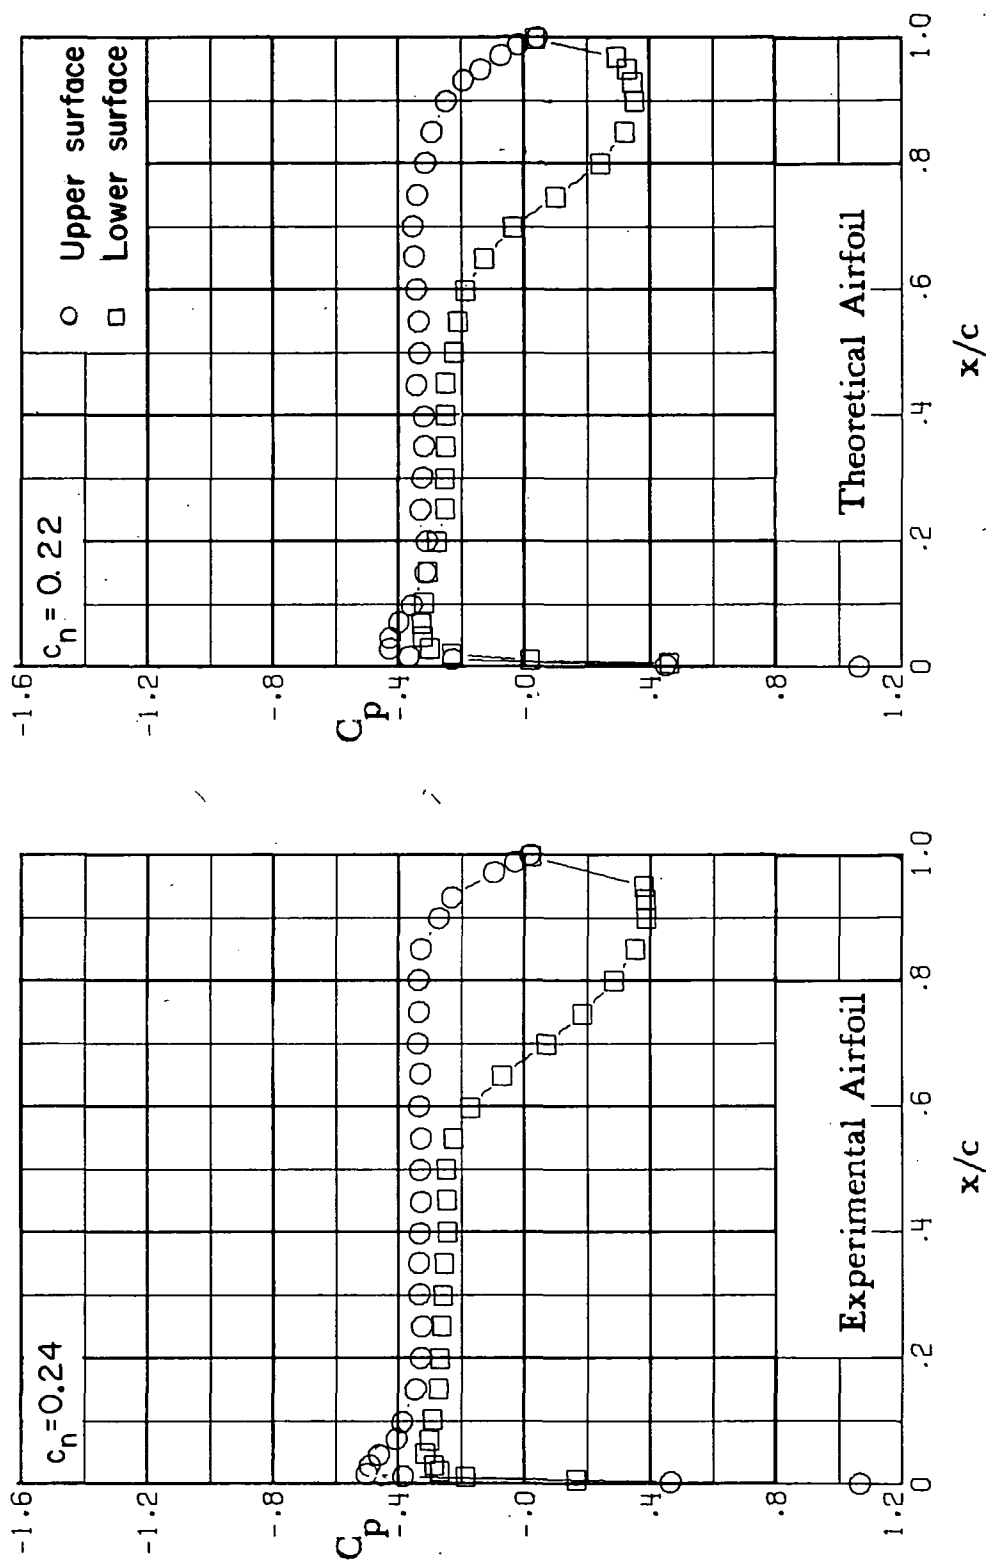 c_n = 0.24
-1.6
-1.2
-.8
-.4
-.0
.4
.8
1.2
C_p
0 .2 .4 .6 .8 1.0
x/c
Experimental Airfoil
c_n = 0.22
○ Upper surface
□ Lower surface
-1.6
-1.2
-.8
-.4
-.0
.4
.8
1.2
C_p
0 .2 .4 .6 .8 1.0
x/c
Theoretical Airfoil